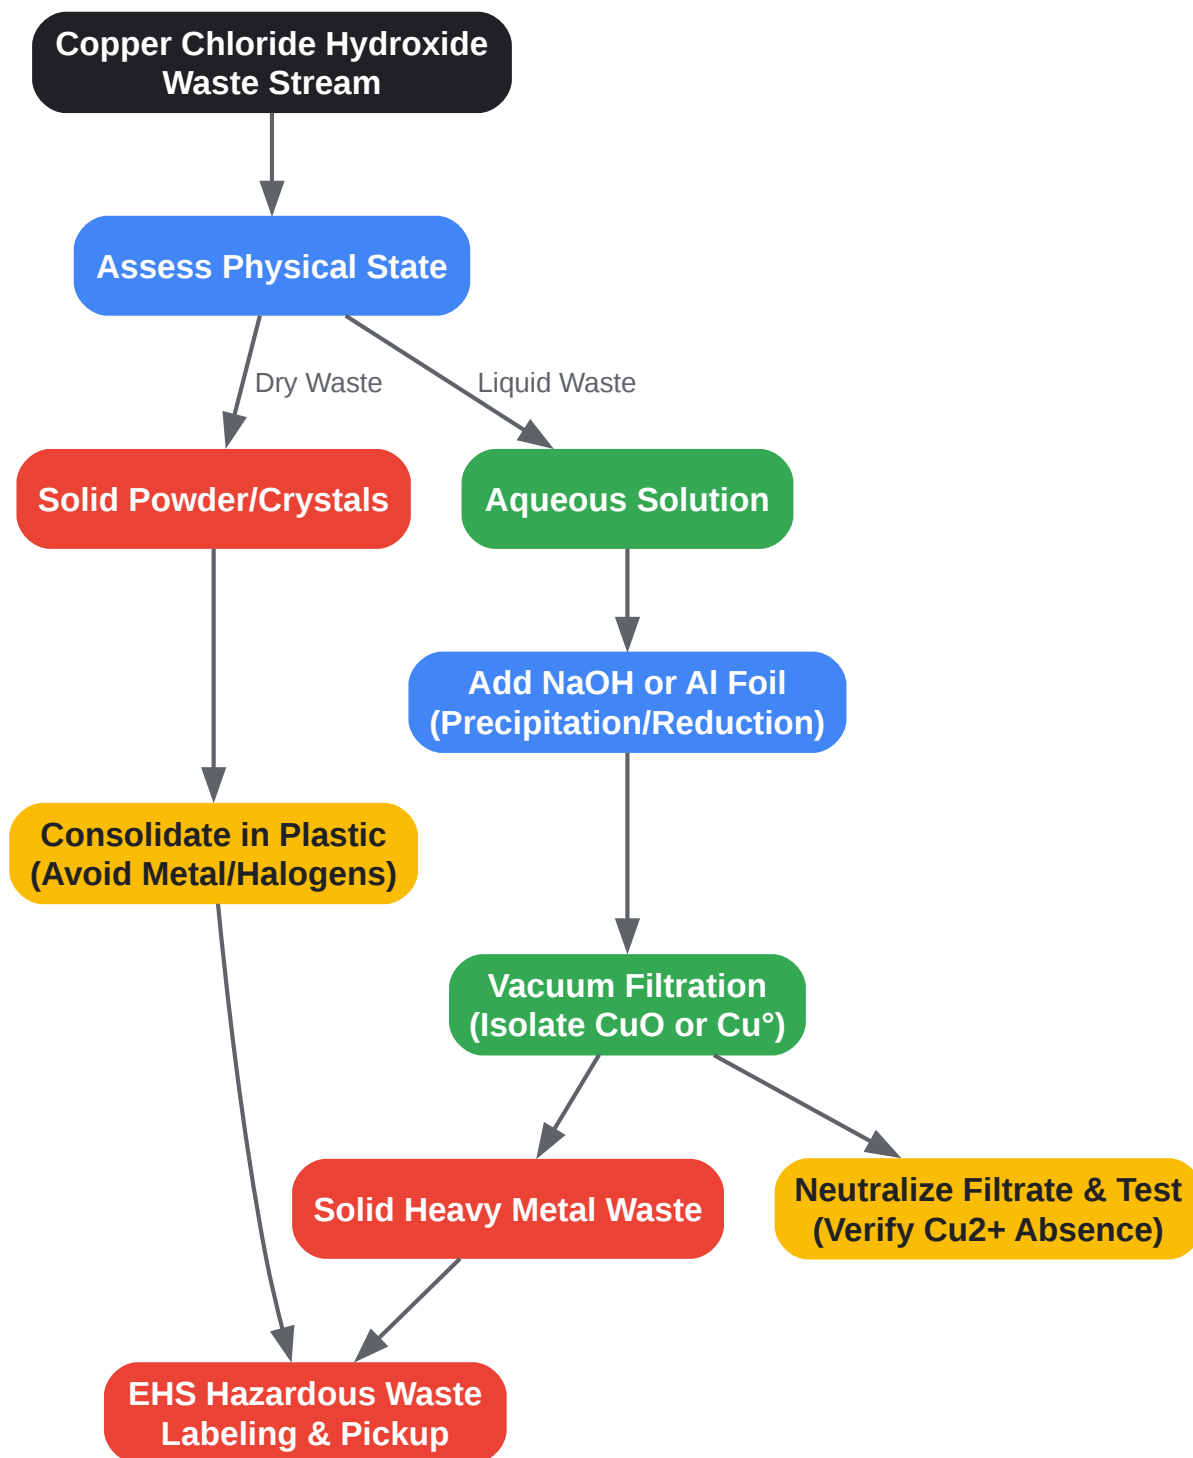 Copper Chloride Hydroxide
Waste Stream
Assess Physical State
Dry Waste
Liquid Waste
Solid Powder/Crystals
Aqueous Solution
Add NaOH or Al Foil
(Precipitation/Reduction)
Consolidate in Plastic
(Avoid Metal/Halogens)
Vacuum Filtration
(Isolate CuO or Cu°)
Solid Heavy Metal Waste
Neutralize Filtrate & Test
(Verify Cu2+ Absence)
EHS Hazardous Waste
Labeling & Pickup